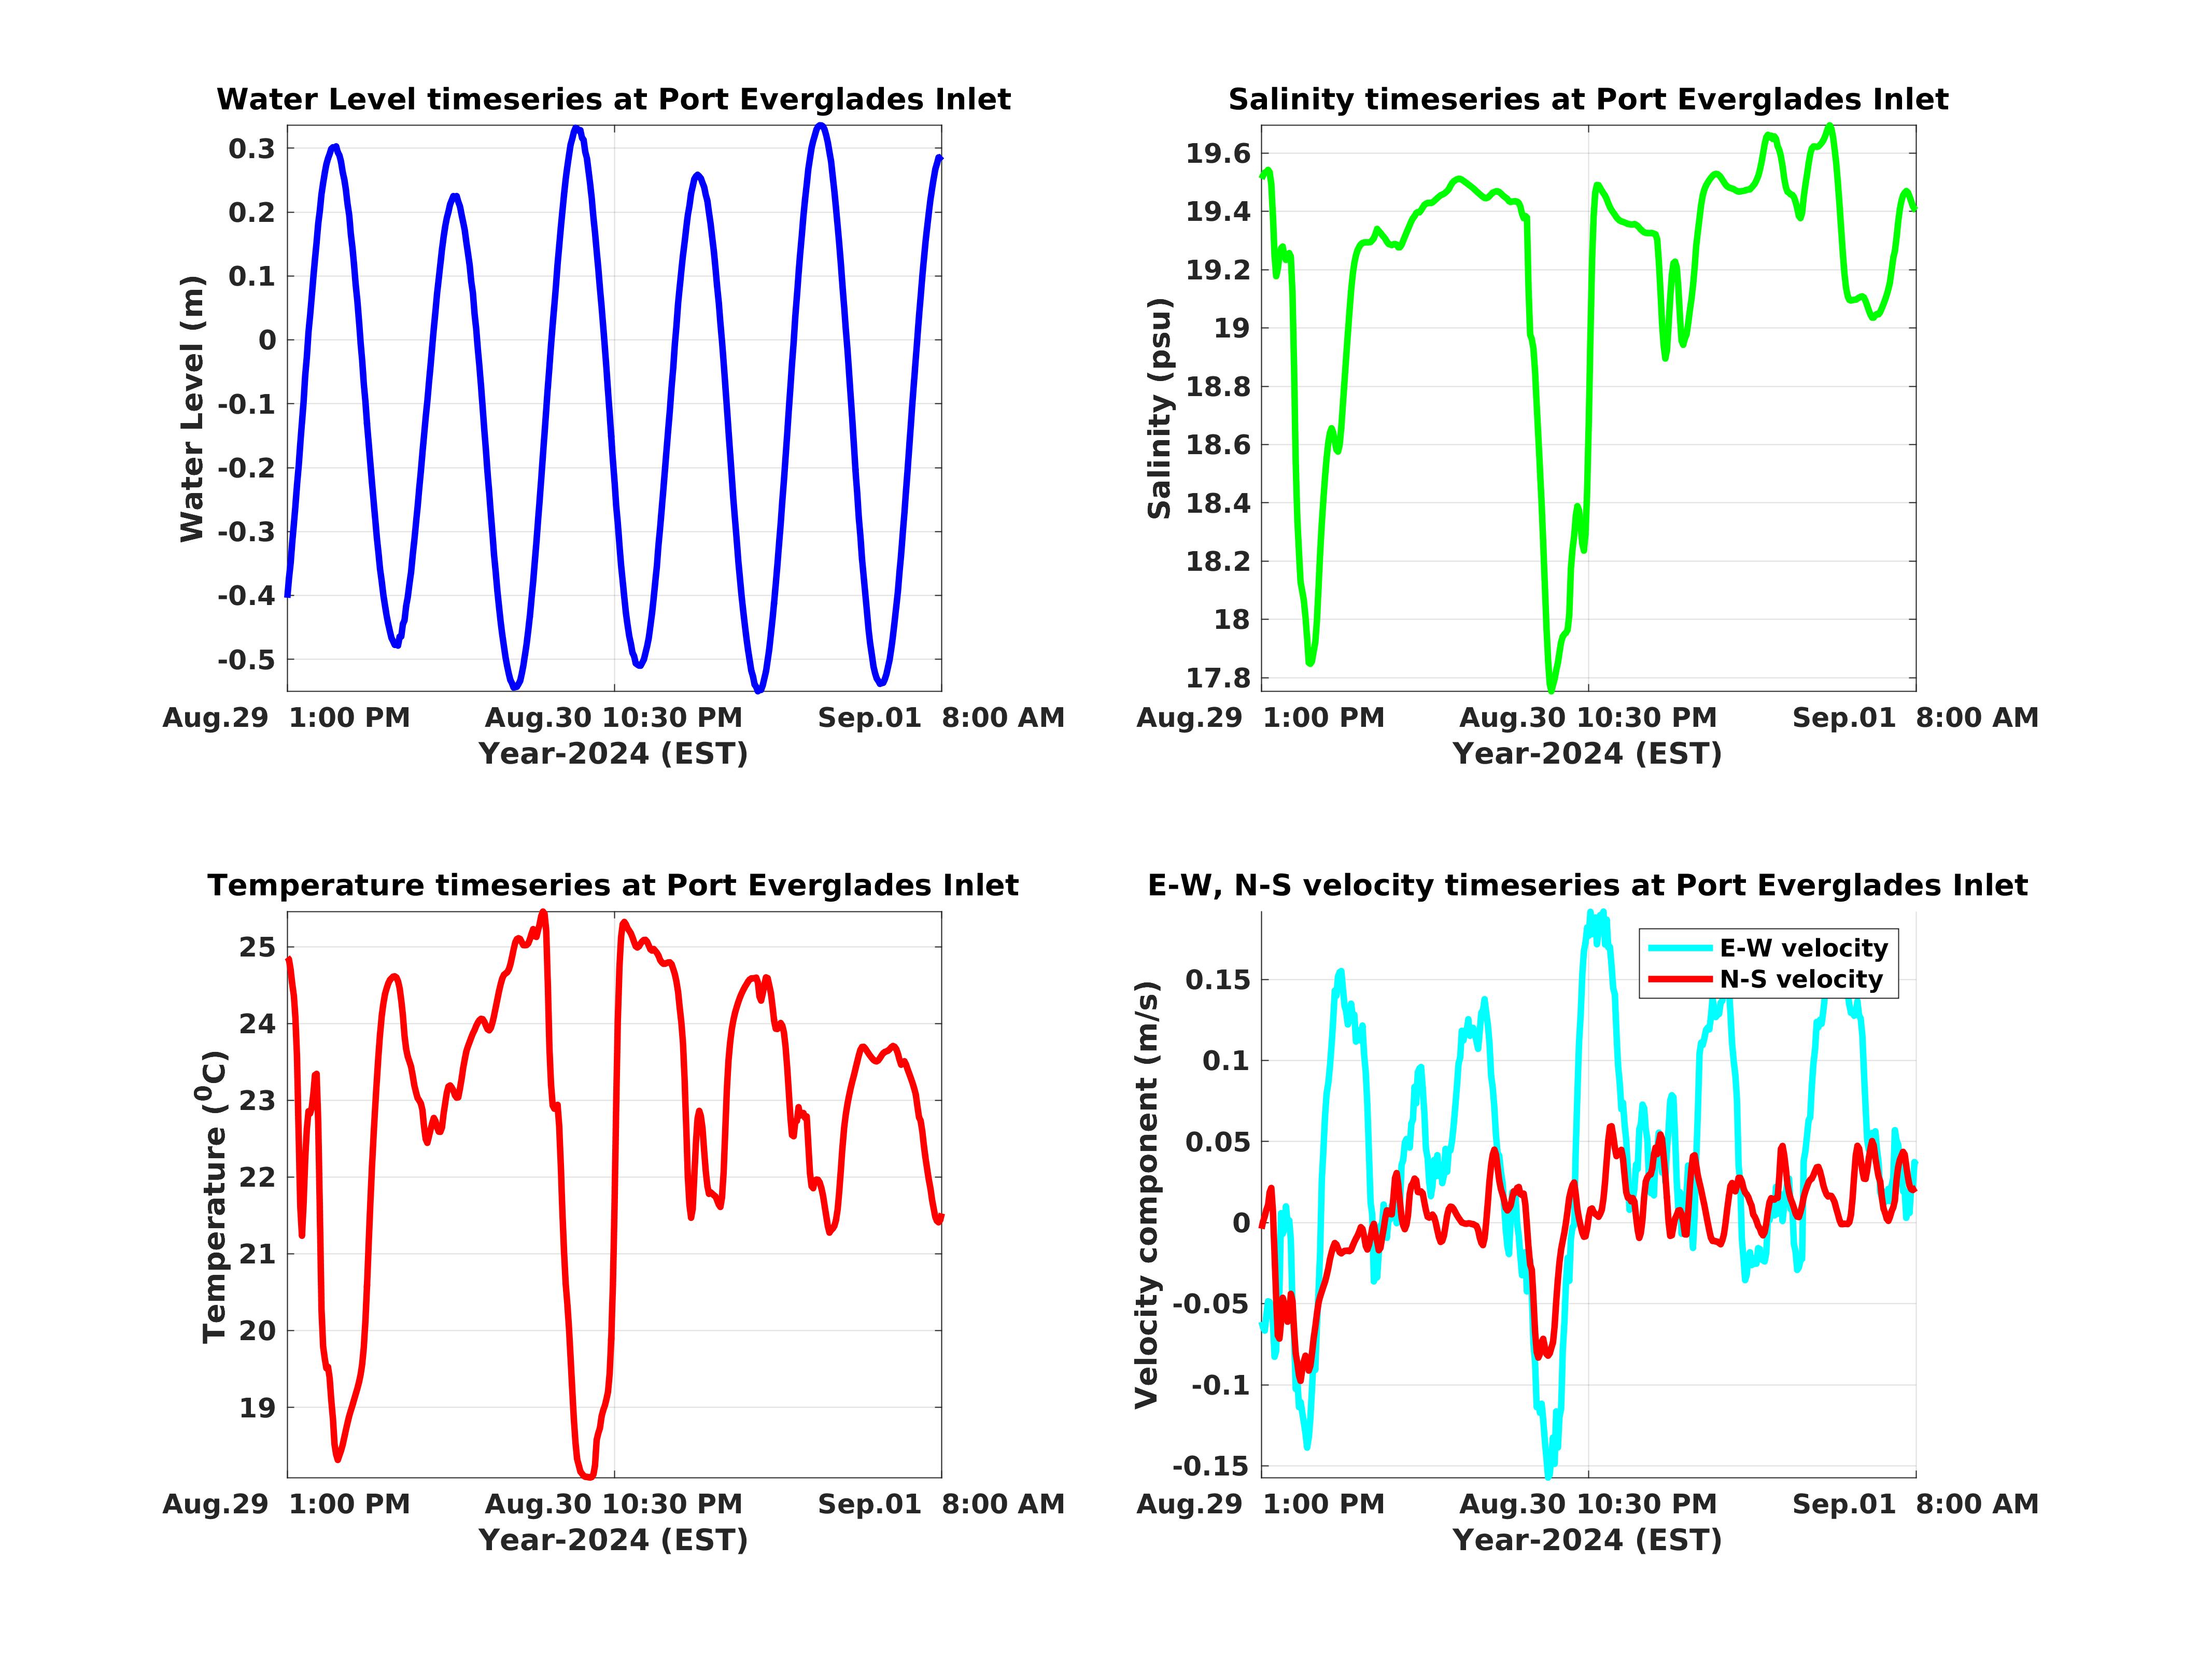 Water Level timeseries at Port Everglades Inlet
Water Level (m)
0.3
0.2
0.1
0
-0.1
-0.2
-0.3
-0.4
-0.5
Aug.29 1:00 PM
Aug.30 10:30 PM
Sep.01 8:00 AM
Year-2024 (EST)
Salinity timeseries at Port Everglades Inlet
Salinity (psu)
19.6
19.4
19.2
19
18.8
18.6
18.4
18.2
18
17.8
Aug.29 1:00 PM
Aug.30 10:30 PM
Sep.01 8:00 AM
Year-2024 (EST)
Temperature timeseries at Port Everglades Inlet
Temperature (⁰C)
25
24
23
22
21
20
19
Aug.29 1:00 PM
Aug.30 10:30 PM
Sep.01 8:00 AM
Year-2024 (EST)
E-W, N-S velocity timeseries at Port Everglades Inlet
Velocity component (m/s)
E-W velocity
N-S velocity
0.15
0.1
0.05
0
-0.05
-0.1
-0.15
Aug.29 1:00 PM
Aug.30 10:30 PM
Sep.01 8:00 AM
Year-2024 (EST)